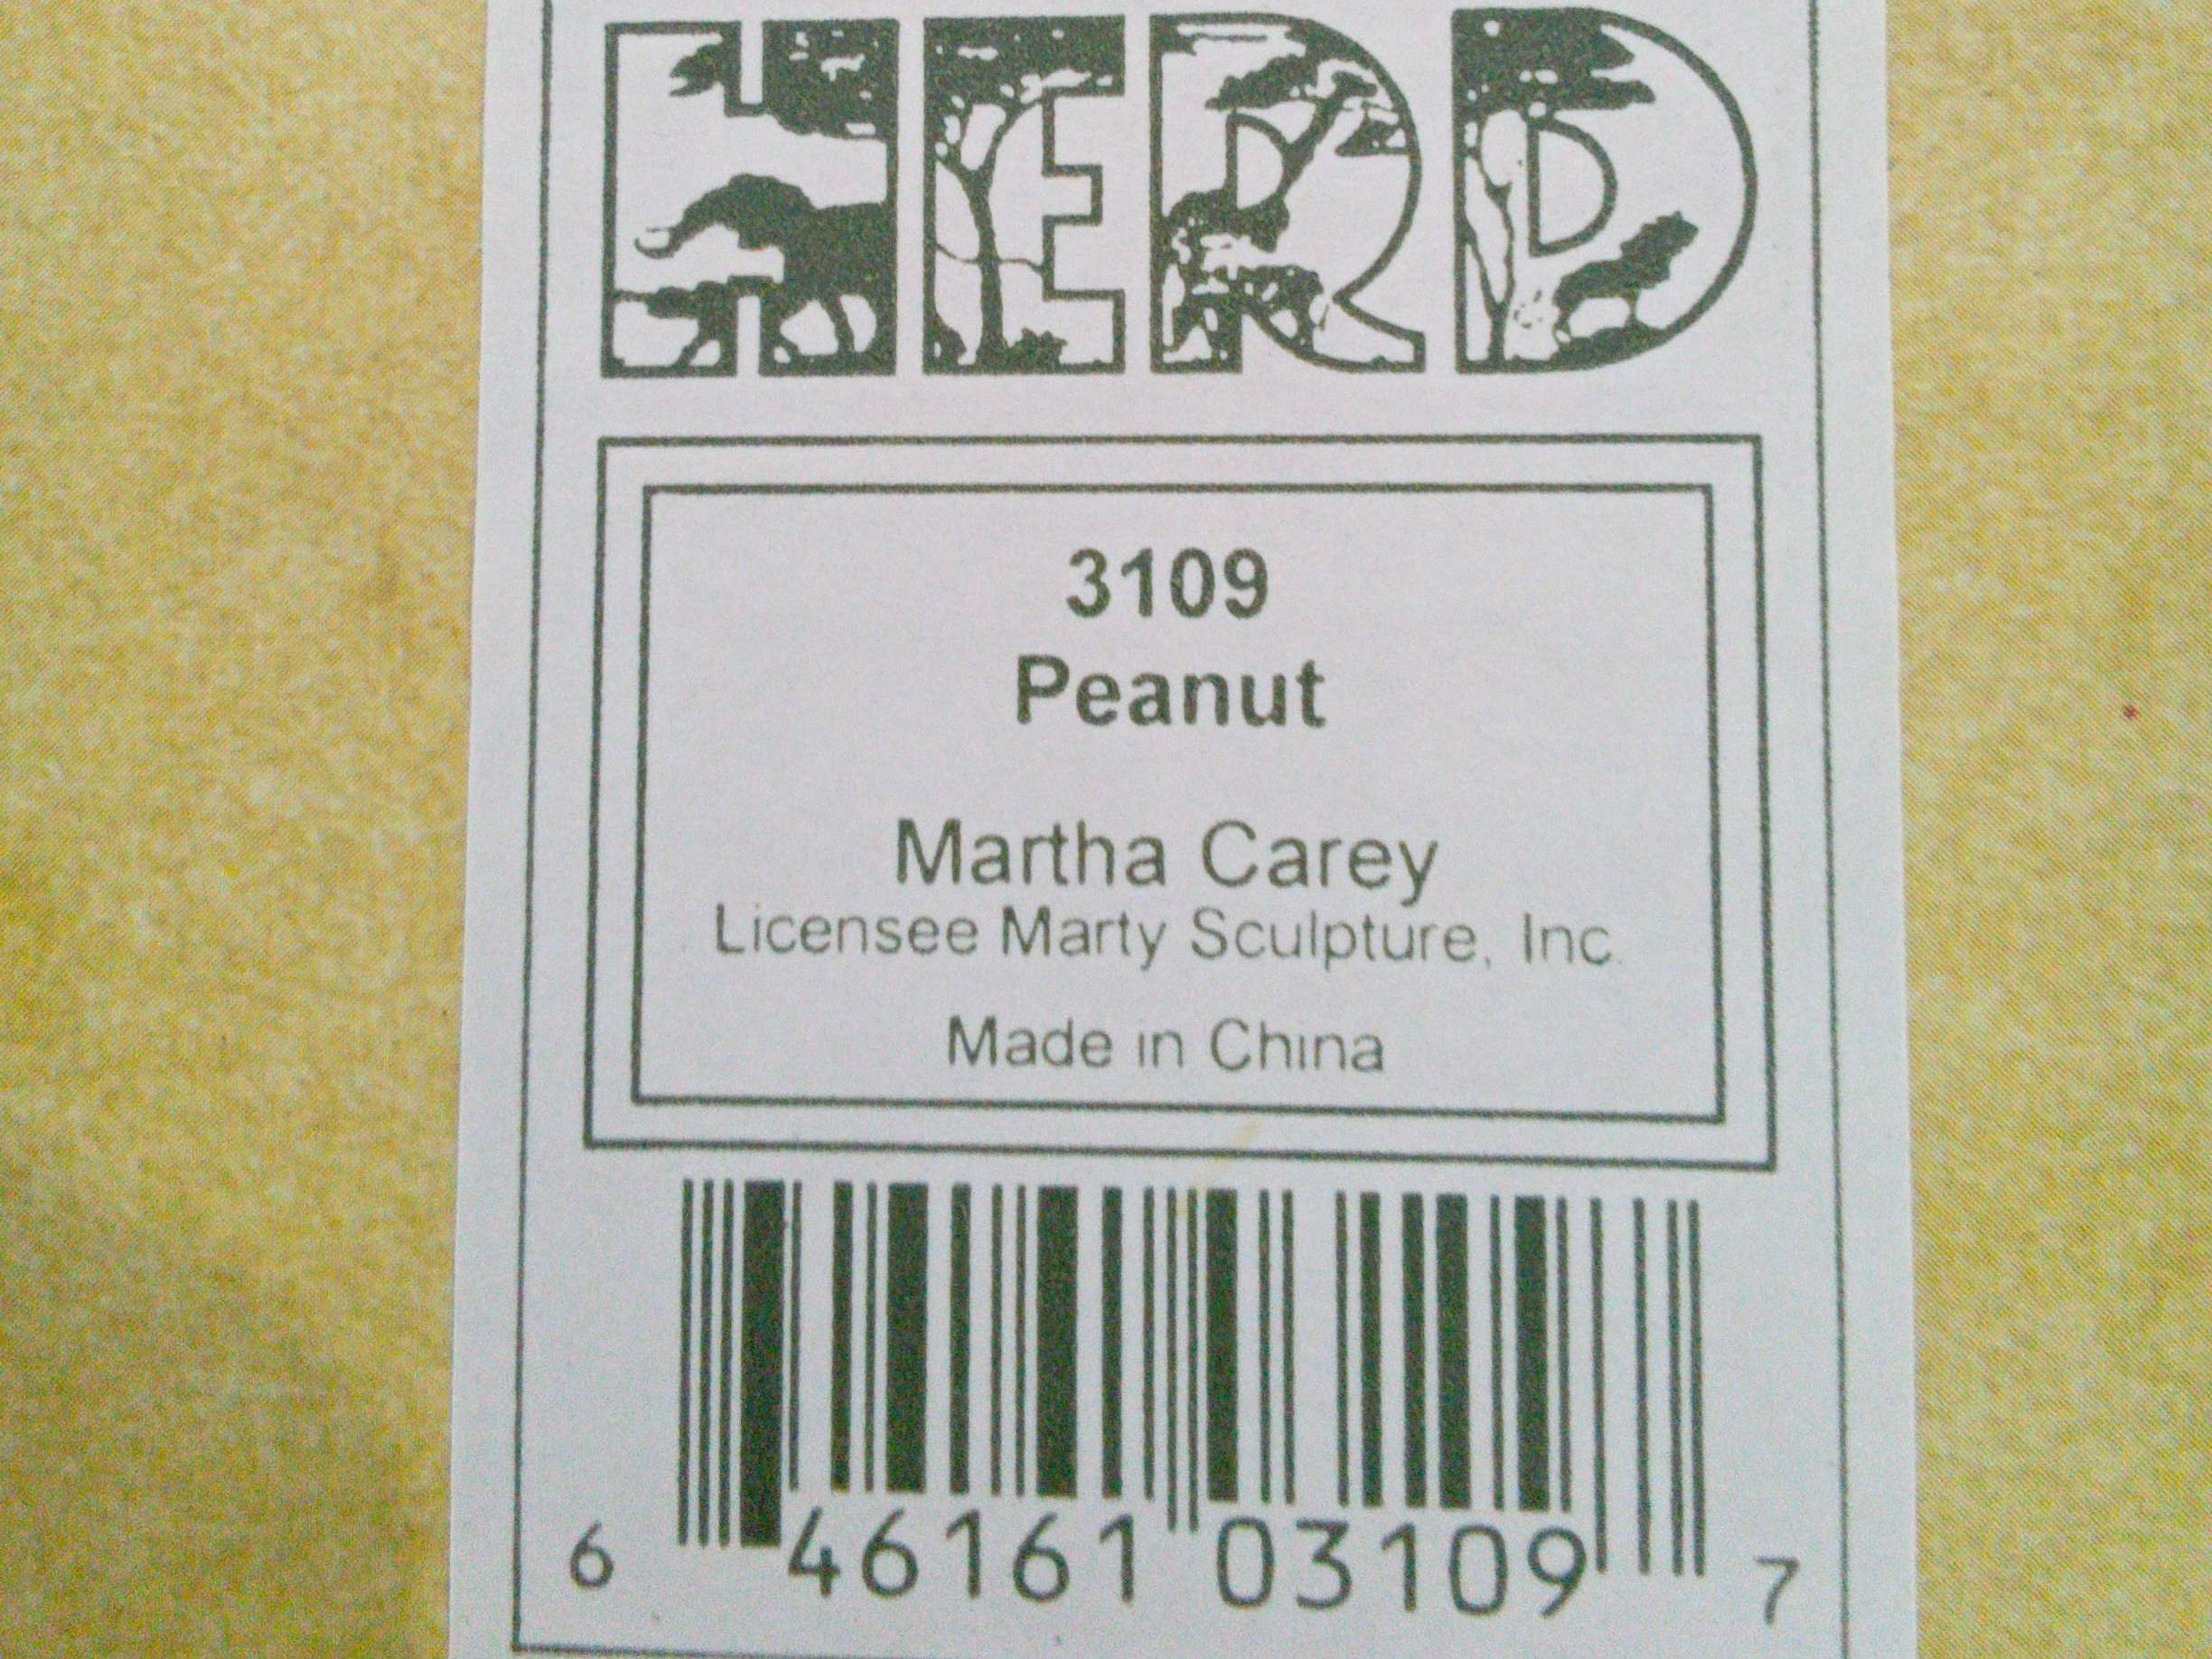 HERD
3109
Peanut
Martha Carey
Licensee Marty Sculpture, Inc.
Made in China
6 46161 03109 7